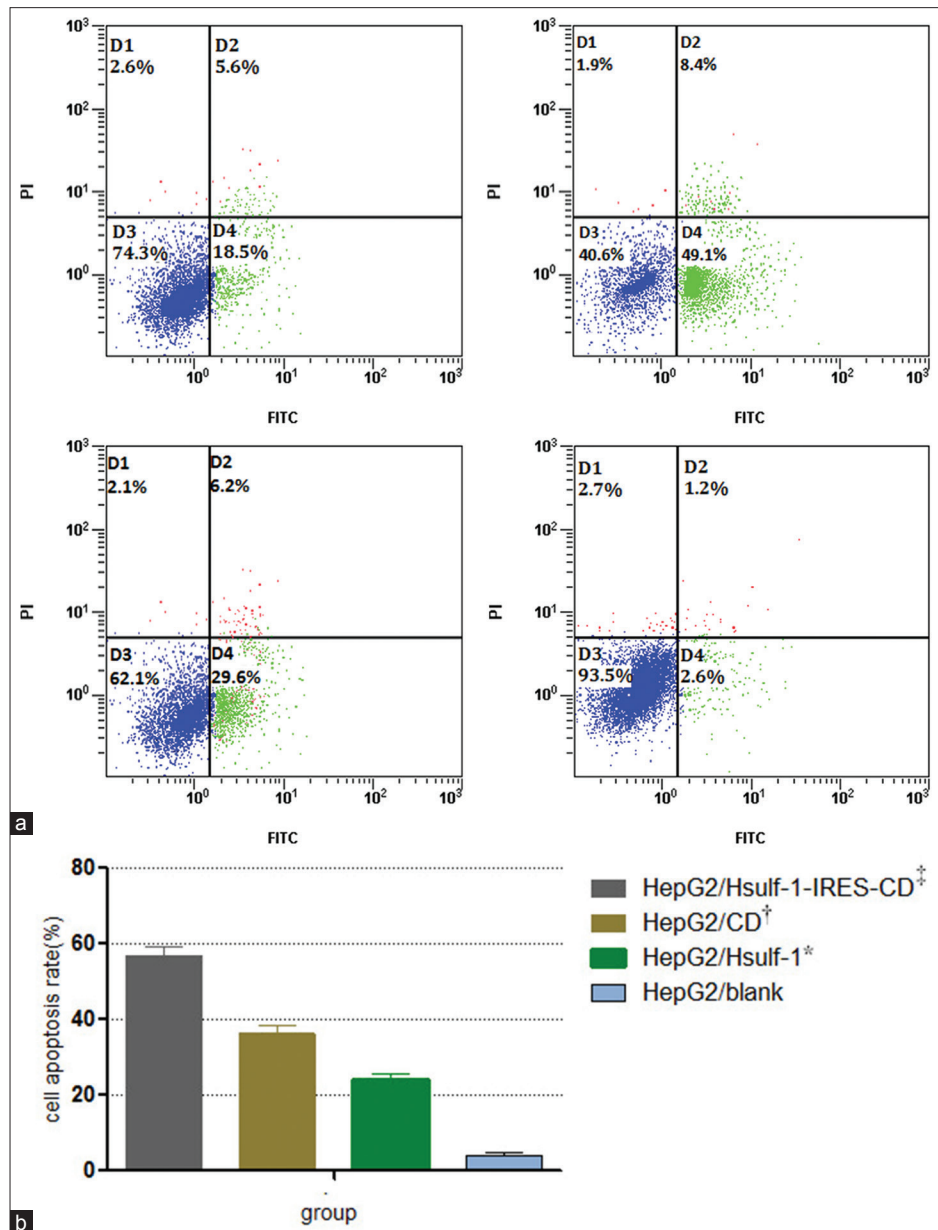 10³
D1
2.6%
D2
5.6%
10²
PI
10¹
D3
74.3%
D4
18.5%
10⁰
10⁰ 10¹ 10² 10³
FITC
10³
D1
1.9%
D2
8.4%
10²
PI
10¹
D3
40.6%
D4
49.1%
10⁰
10⁰ 10¹ 10² 10³
FITC
10³
D1
2.1%
D2
6.2%
10²
PI
10¹
D3
62.1%
D4
29.6%
10⁰
10⁰ 10¹ 10² 10³
FITC
10³
D1
2.7%
D2
1.2%
10²
PI
10¹
D3
93.5%
D4
2.6%
10⁰
10⁰ 10¹ 10² 10³
FITC
a
80
60
40
20
0
cell apoptosis rate(%)
group
HepG2/Hsulf-1-IRES-CD‡
HepG2/CD†
HepG2/Hsulf-1*
HepG2/blank
b